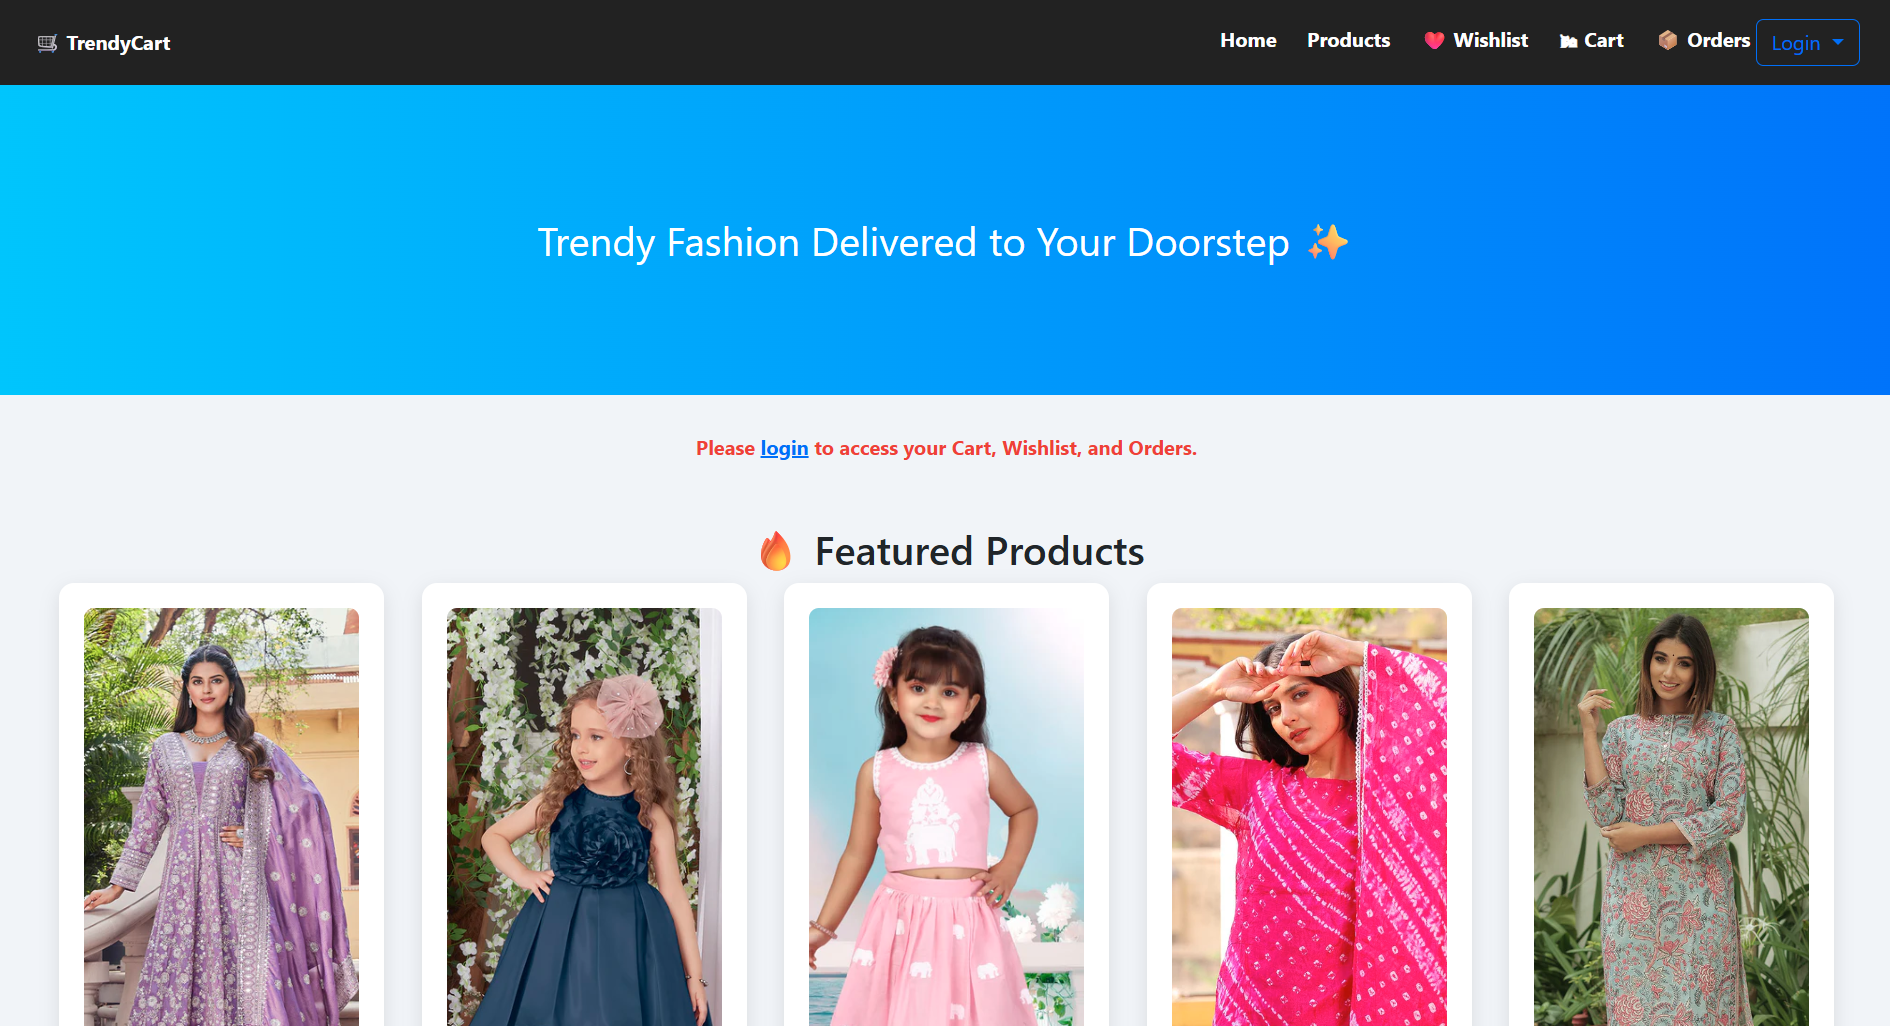 🛒 TrendyCart
Home Products ❤️ Wishlist 🛍 Cart 📦 Orders Login
Trendy Fashion Delivered to Your Doorstep ✨
Please login to access your Cart, Wishlist, and Orders.
🔥 Featured Products